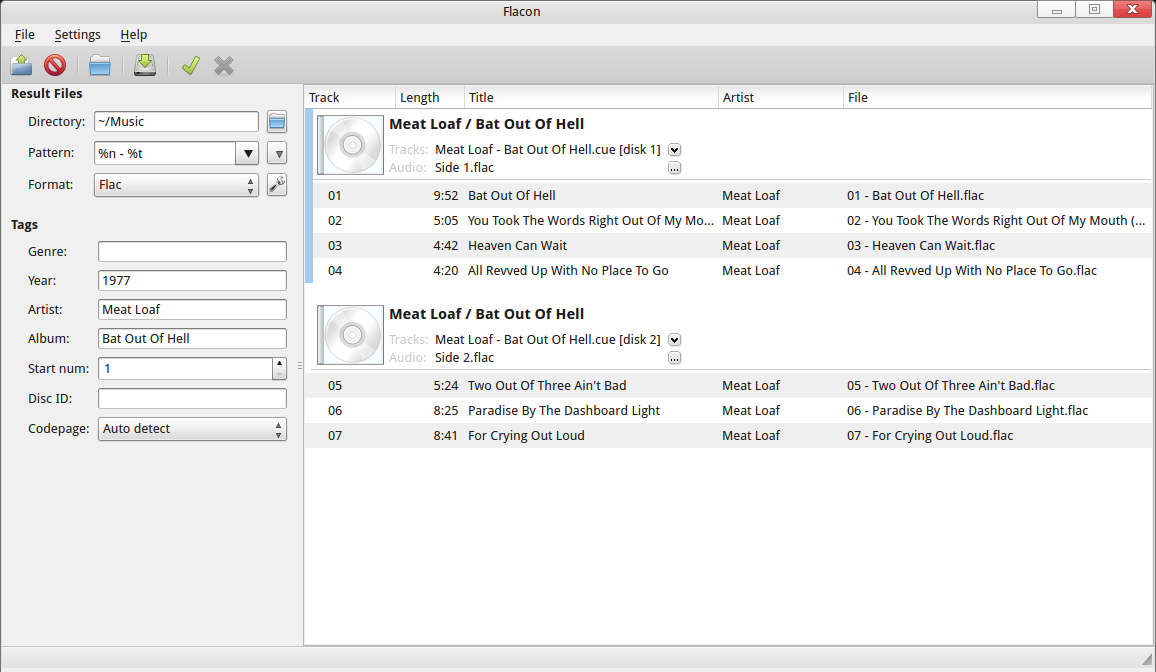 Flacon
File Settings Help
Result Files
Directory: ~/Music
Pattern: %n - %t
Format: Flac
Tags
Genre:
Year: 1977
Artist: Meat Loaf
Album: Bat Out Of Hell
Start num: 1
Disc ID:
Codepage: Auto detect
Track Length Title Artist File
Meat Loaf / Bat Out Of Hell
Tracks: Meat Loaf - Bat Out Of Hell.cue [disk 1]
Audio: Side 1.flac ...
01 9:52 Bat Out Of Hell Meat Loaf 01 - Bat Out Of Hell.flac
02 5:05 You Took The Words Right Out Of My Mo... Meat Loaf 02 - You Took The Words Right Out Of My Mouth (...
03 4:42 Heaven Can Wait Meat Loaf 03 - Heaven Can Wait.flac
04 4:20 All Revved Up With No Place To Go Meat Loaf 04 - All Revved Up With No Place To Go.flac
Meat Loaf / Bat Out Of Hell
Tracks: Meat Loaf - Bat Out Of Hell.cue [disk 2]
Audio: Side 2.flac ...
05 5:24 Two Out Of Three Ain't Bad Meat Loaf 05 - Two Out Of Three Ain't Bad.flac
06 8:25 Paradise By The Dashboard Light Meat Loaf 06 - Paradise By The Dashboard Light.flac
07 8:41 For Crying Out Loud Meat Loaf 07 - For Crying Out Loud.flac